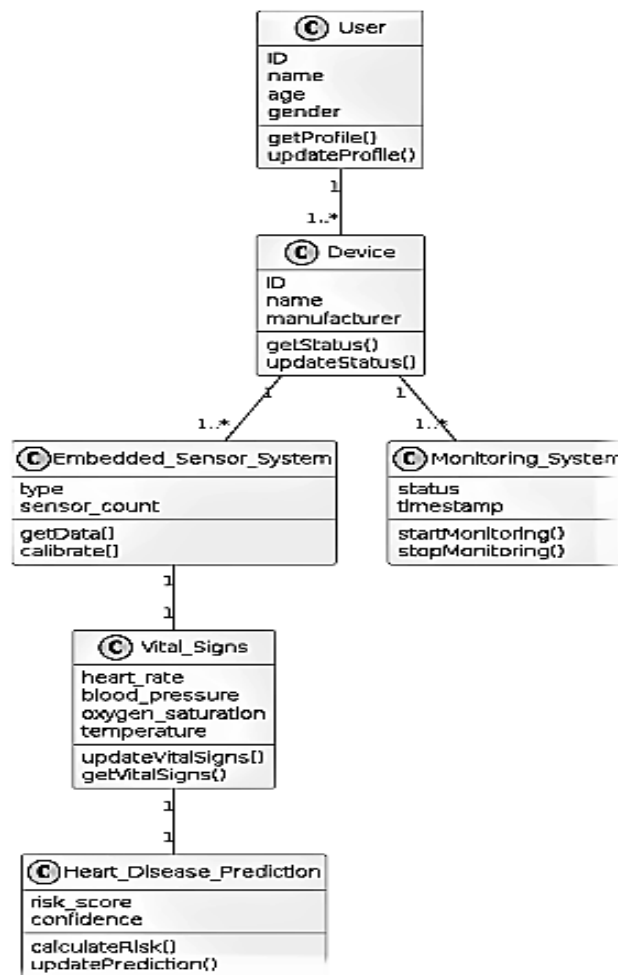 C User
ID
name
age
gender
getProfile()
updateProfile()
1
1..*
C Device
ID
name
manufacturer
getStatus()
updateStatus()
1
1
1..*
1..*
C Embedded_Sensor_System
type
sensor_count
getData()
calibrate()
C Monitoring_System
status
timestamp
startMonitoring()
stopMonitoring()
1
1
C Vital_Signs
heart_rate
blood_pressure
oxygen_saturation
temperature
updateVitalSigns()
getVitalSigns()
1
1
C Heart_Disease_Prediction
risk_score
confidence
calculateRisk()
updatePrediction()